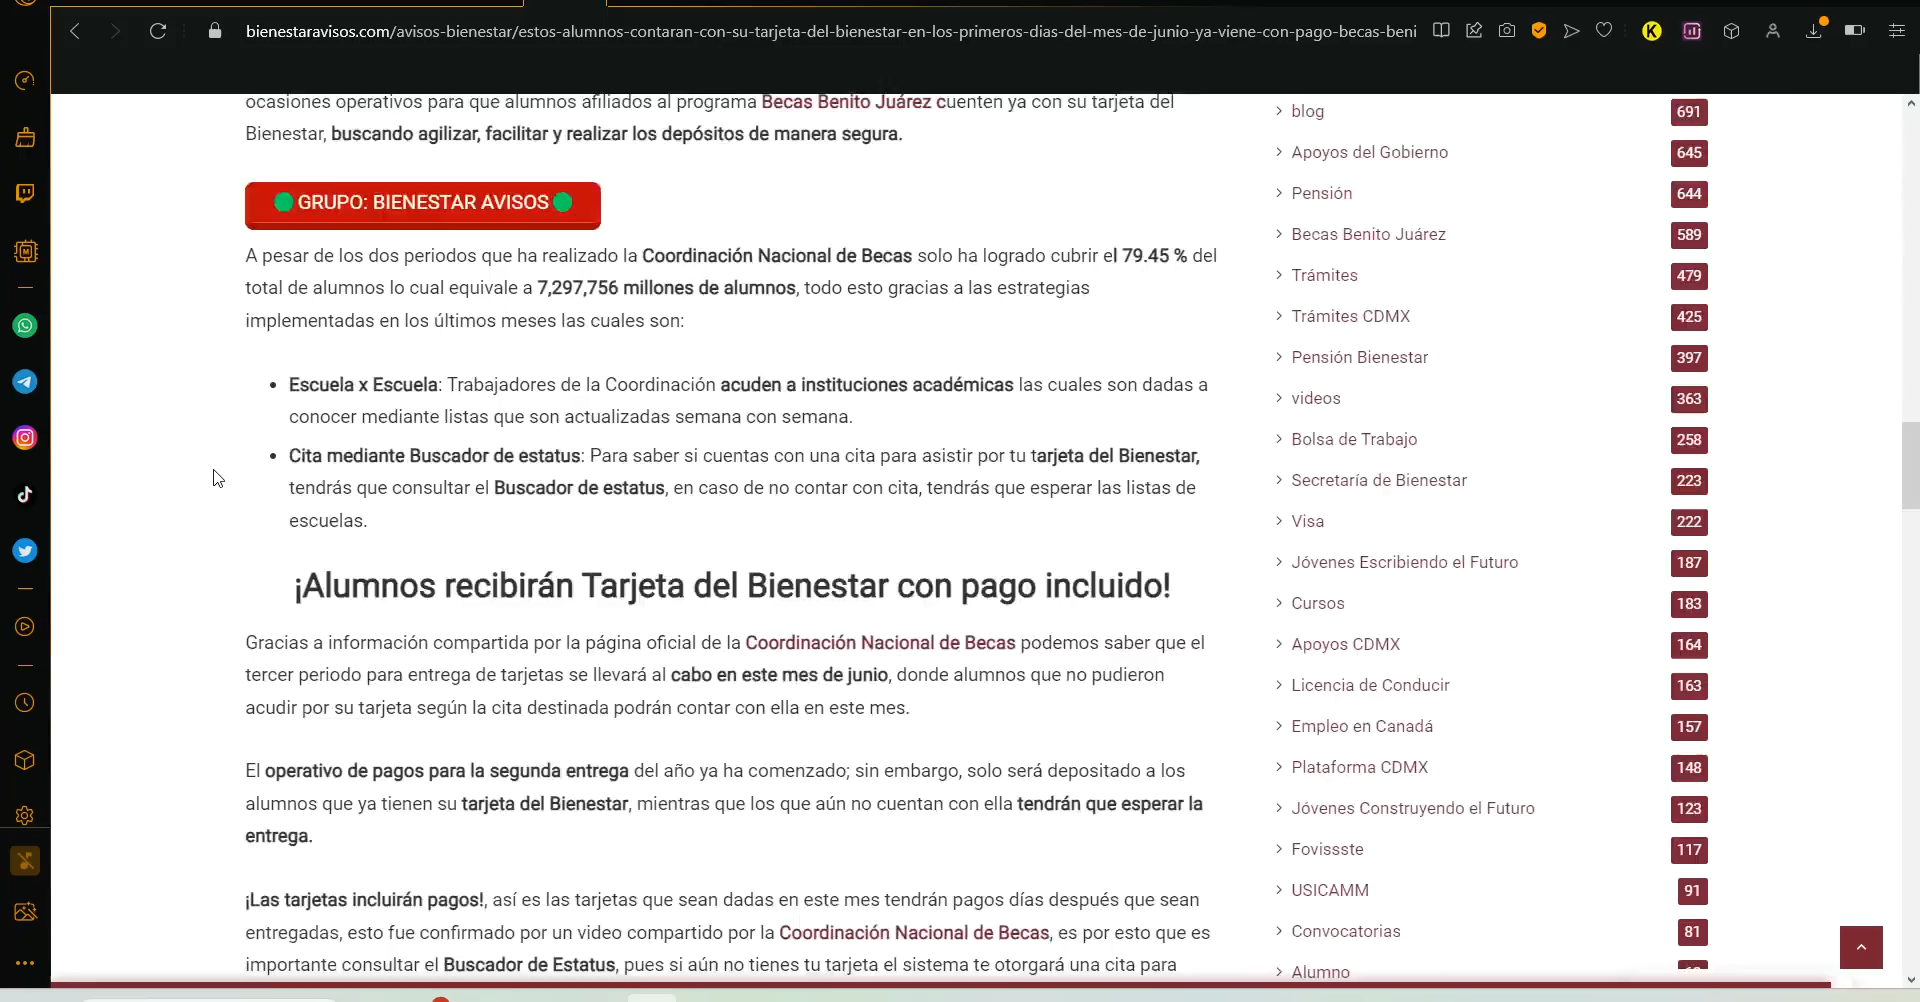 bienestaravisos.com/avisos-bienestar/estos-alumnos-contaran-con-su-tarjeta-del-bienestar-en-los-primeros-dias-del-mes-de-junio-ya-viene-con-pago-becas-beni
ocasiones operativos para que alumnos afiliados al programa Becas Benito Juárez cuenten ya con su tarjeta del
Bienestar, buscando agilizar, facilitar y realizar los depósitos de manera segura.
GRUPO: BIENESTAR AVISOS
A pesar de los dos periodos que ha realizado la Coordinación Nacional de Becas solo ha logrado cubrir el 79.45 % del
total de alumnos lo cual equivale a 7,297,756 millones de alumnos, todo esto gracias a las estrategias
implementadas en los últimos meses las cuales son:
• Escuela x Escuela: Trabajadores de la Coordinación acuden a instituciones académicas las cuales son dadas a
conocer mediante listas que son actualizadas semana con semana.
• Cita mediante Buscador de estatus: Para saber si cuentas con una cita para asistir por tu tarjeta del Bienestar,
tendrás que consultar el Buscador de estatus, en caso de no contar con cita, tendrás que esperar las listas de
escuelas.
¡Alumnos recibirán Tarjeta del Bienestar con pago incluido!
Gracias a información compartida por la página oficial de la Coordinación Nacional de Becas podemos saber que el
tercer periodo para entrega de tarjetas se llevará al cabo en este mes de junio, donde alumnos que no pudieron
acudir por su tarjeta según la cita destinada podrán contar con ella en este mes.
El operativo de pagos para la segunda entrega del año ya ha comenzado; sin embargo, solo será depositado a los
alumnos que ya tienen su tarjeta del Bienestar, mientras que los que aún no cuentan con ella tendrán que esperar la
entrega.
¡Las tarjetas incluirán pagos!, así es las tarjetas que sean dadas en este mes tendrán pagos días después que sean
entregadas, esto fue confirmado por un video compartido por la Coordinación Nacional de Becas, es por esto que es
importante consultar el Buscador de Estatus, pues si aún no tienes tu tarjeta el sistema te otorgará una cita para
blog 691
Apoyos del Gobierno 645
Pensión 644
Becas Benito Juárez 589
Trámites 479
Trámites CDMX 425
Pensión Bienestar 397
videos 363
Bolsa de Trabajo 258
Secretaría de Bienestar 223
Visa 222
Jóvenes Escribiendo el Futuro 187
Cursos 183
Apoyos CDMX 164
Licencia de Conducir 163
Empleo en Canadá 157
Plataforma CDMX 148
Jóvenes Construyendo el Futuro 123
Fovissste 117
USICAMM 91
Convocatorias 81
Alumno